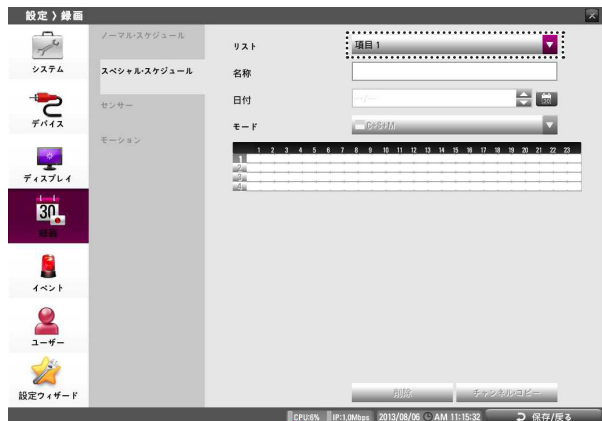 設定 〉録画
システム
デバイス
ディスプレイ
30
録画
イベント
ユーザー
設定ウィザード
ノーマル・スケジュール
スペシャル・スケジュール
センサー
モーション
リスト 項目 1
名称
日付 --/--
モード C+S+M
1 2 3 4 5 6 7 8 9 10 11 12 13 14 15 16 17 18 19 20 21 22 23
1
2
3
4
削除 チャンネルコピー
CPU:6% IP:1.0Mbps 2013/08/06 AM 11:15:32 保存/戻る